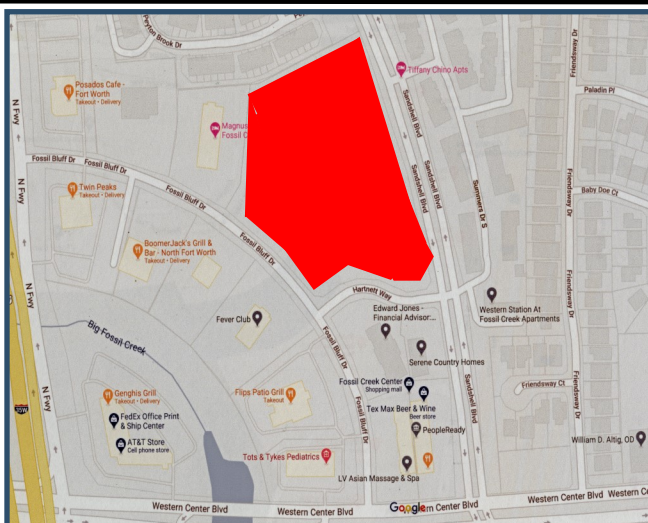 Peyton Brook Dr
Tiffany Chino Apts
Posados Cafe -
Fort Worth
Takeout • Delivery
Magnus
Fossil C
N Fwy
Sandshell Blvd
Friendsway Dr
Paladin Pl
Fossil Bluff Dr
Fossil Bluff Dr
Twin Peaks
Takeout • Delivery
N Fwy
Fossil Bluff Dr
Sandshell Blvd
Sandshell Blvd
Summers Dr S
Friendsway Dr
Baby Doe Ct
BoomerJack's Grill &
Bar - North Fort Worth
Takeout • Delivery
Fossil Bluff Dr
N Fwy
Hartnett Way
Friendsway Dr
Edward Jones -
Financial Advisor:...
Western Station At
Fossil Creek Apartments
Fever Club
Big Fossil Creek
Fossil Bluff Dr
Serene Country Homes
N Fwy
35W
Genghis Grill
Takeout • Delivery
Flips Patio Grill
Takeout
Fossil Creek Center
Shopping mall
Sandshell Blvd
Friendsway Ct
FedEx Office Print
& Ship Center
Tex Max Beer & Wine
Beer store
Fossil Bluff Dr
PeopleReady
AT&T Store
Cell phone store
William D. Altig, OD
Tots & Tykes Pediatrics
LV Asian Massage & Spa
Western Center Blvd
Western Center Blvd
Google
rn Center Blvd
Western Center Blvd
Western C